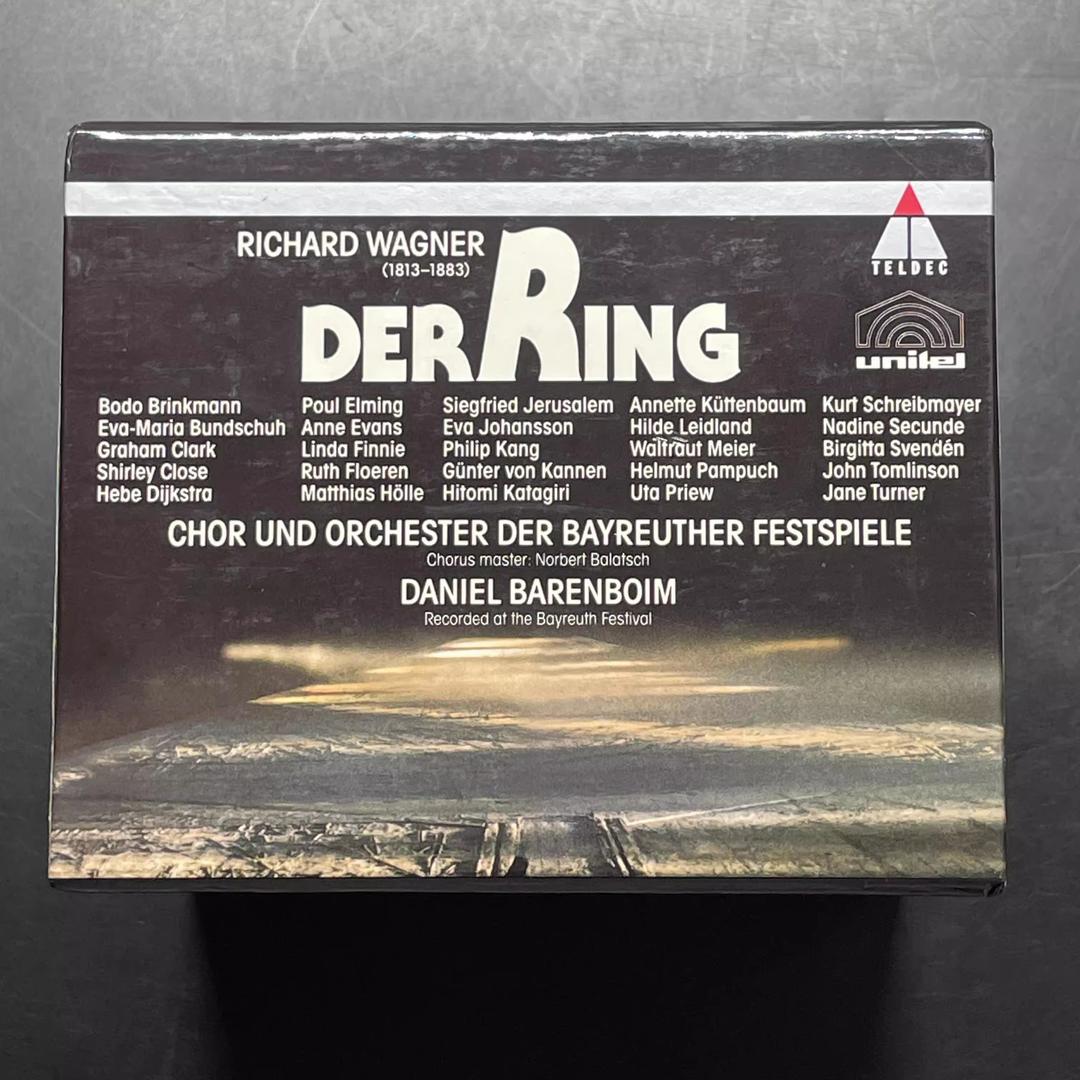 RICHARD WAGNER
(1813–1883)
DER RING
TELDEC
unitel
Bodo Brinkmann
Eva-Maria Bundschuh
Graham Clark
Shirley Close
Hebe Dijkstra
Poul Elming
Anne Evans
Linda Finnie
Ruth Floeren
Matthias Hölle
Siegfried Jerusalem
Eva Johansson
Philip Kang
Günter von Kannen
Hitomi Katagiri
Annette Küttenbaum
Hilde Leidland
Waltraut Meier
Helmut Pampuch
Uta Priew
Kurt Schreibmayer
Nadine Secunde
Birgitta Svendén
John Tomlinson
Jane Turner
CHOR UND ORCHESTER DER BAYREUTHER FESTSPIELE
Chorus master: Norbert Balatsch
DANIEL BARENBOIM
Recorded at the Bayreuth Festival